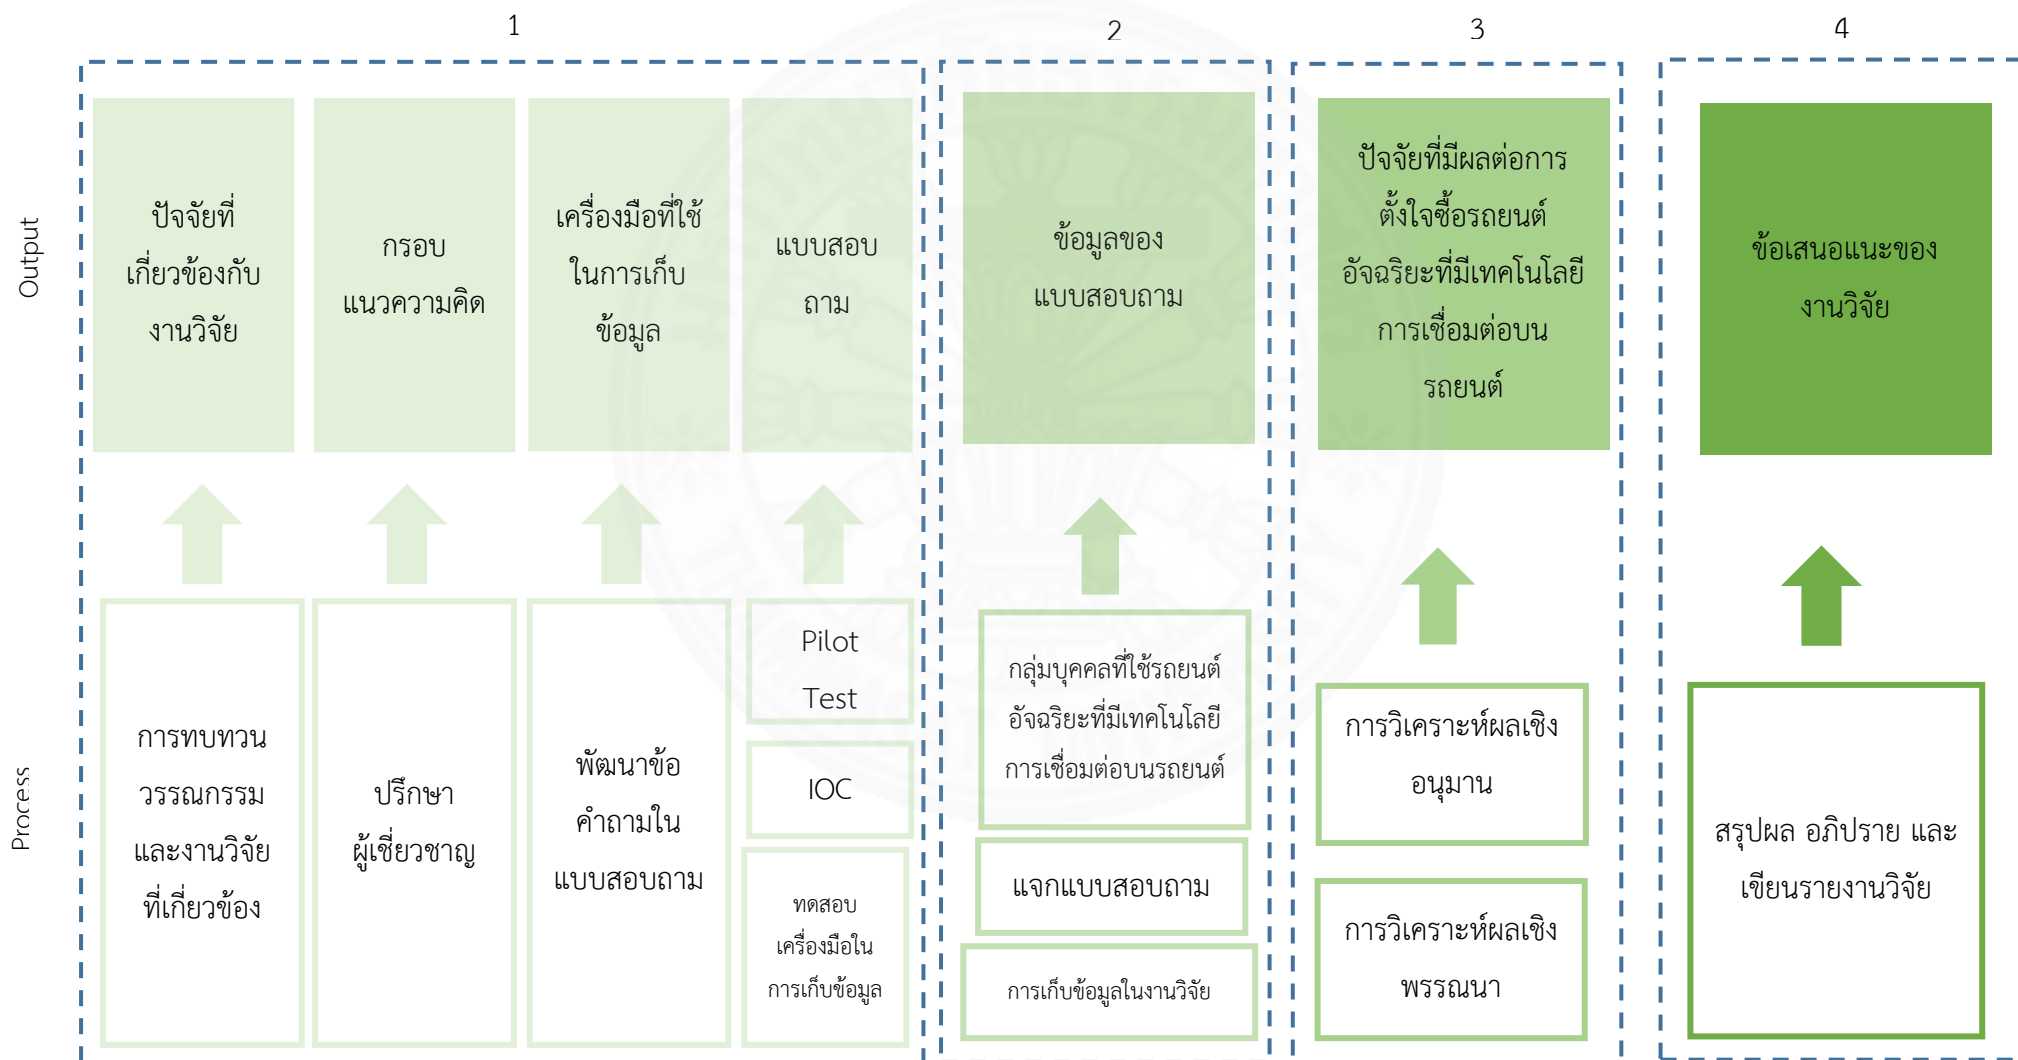 1
2
3
4
Output
ปัจจัยที่
เกี่ยวข้องกับ
งานวิจัย
กรอบ
แนวความคิด
เครื่องมือที่ใช้
ในการเก็บ
ข้อมูล
แบบสอบ
ถาม
ข้อมูลของ
แบบสอบถาม
ปัจจัยที่มีผลต่อการ
ตั้งใจซื้อรถยนต์
อัจฉริยะที่มีเทคโนโลยี
การเชื่อมต่อบน
รถยนต์
ข้อเสนอแนะของ
งานวิจัย
Process
การทบทวน
วรรณกรรม
และงานวิจัย
ที่เกี่ยวข้อง
ปรึกษา
ผู้เชี่ยวชาญ
พัฒนาข้อ
คำถามใน
แบบสอบถาม
Pilot
Test
IOC
ทดสอบ
เครื่องมือใน
การเก็บข้อมูล
กลุ่มบุคคลที่ใช้รถยนต์
อัจฉริยะที่มีเทคโนโลยี
การเชื่อมต่อบนรถยนต์
แจกแบบสอบถาม
การเก็บข้อมูลในงานวิจัย
การวิเคราะห์ผลเชิง
อนุมาน
การวิเคราะห์ผลเชิง
พรรณนา
สรุปผล อภิปราย และ
เขียนรายงานวิจัย